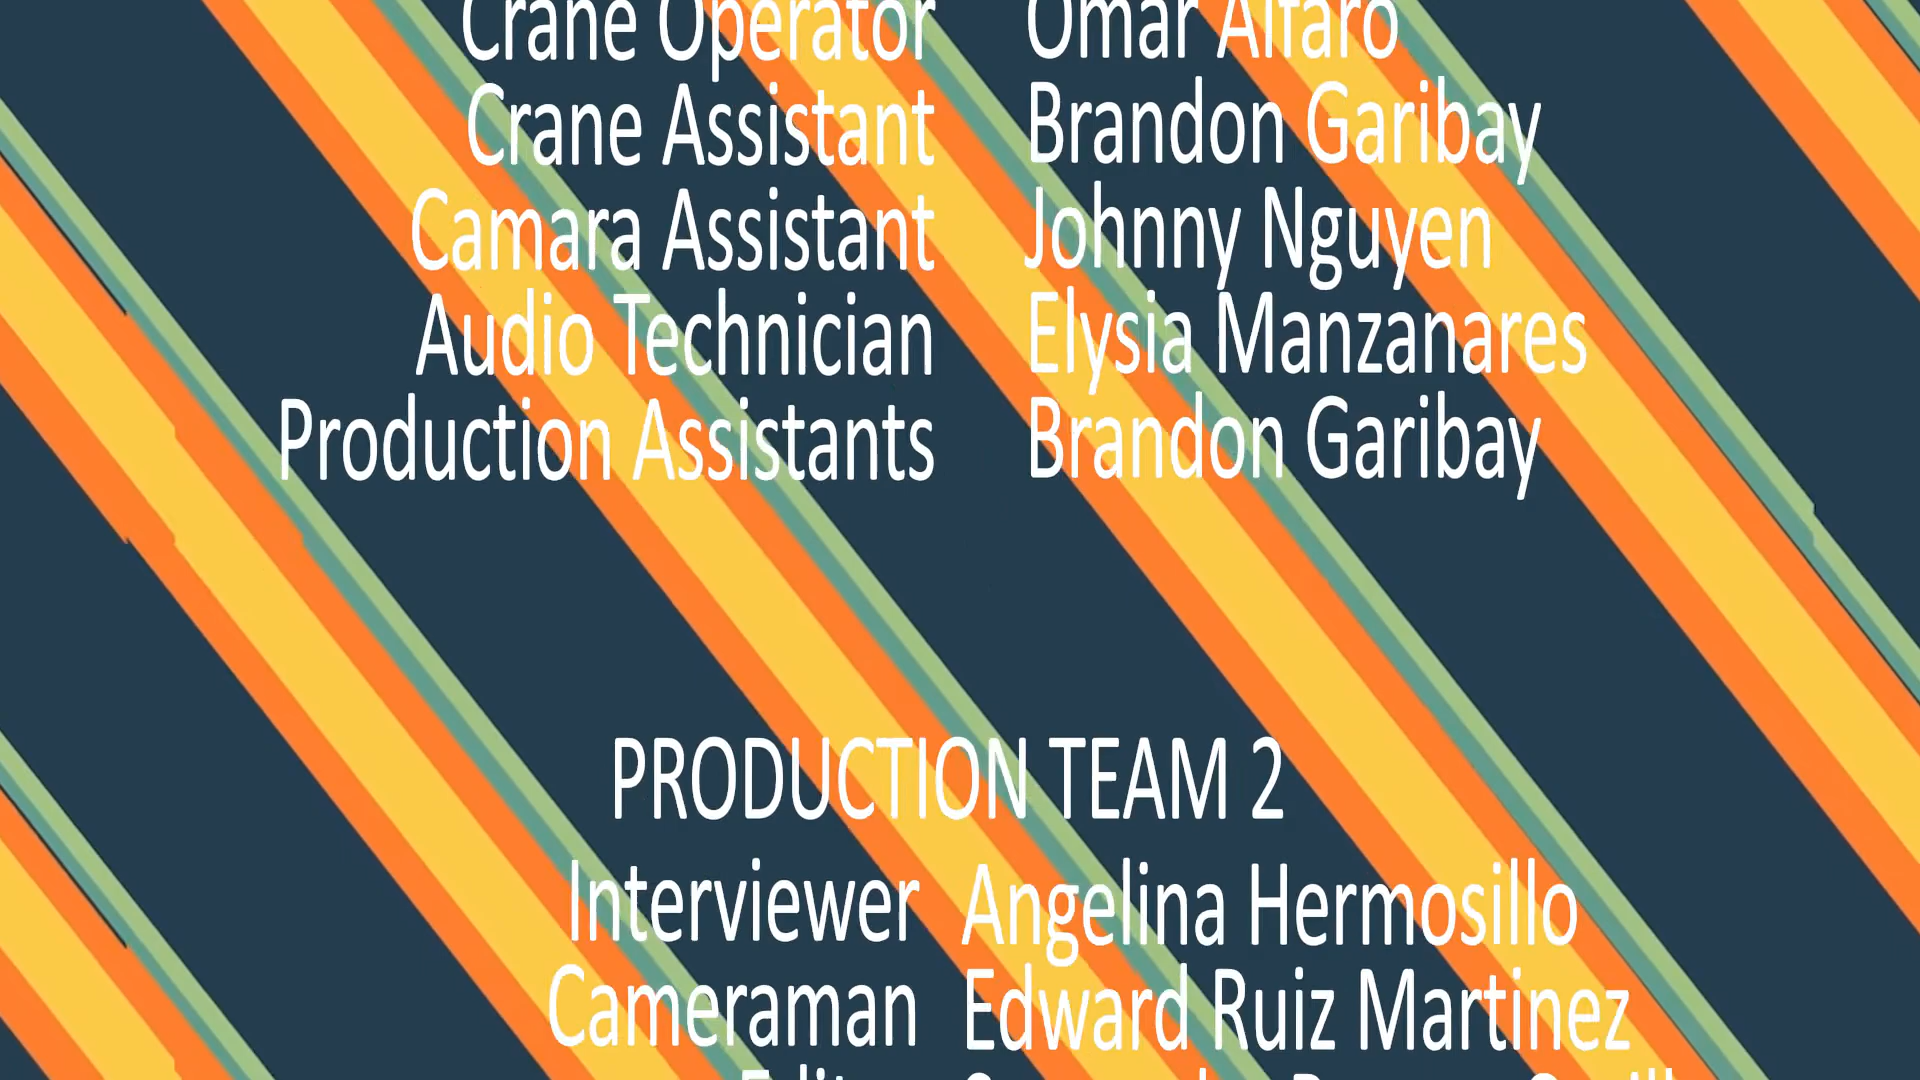 Crane Operator Omar Alfaro
Crane Assistant Brandon Garibay
Camara Assistant Johnny Nguyen
Audio Technician Elysia Manzanares
Production Assistants Brandon Garibay
PRODUCTION TEAM 2
Interviewer Angelina Hermosillo
Cameraman Edward Ruiz Martinez